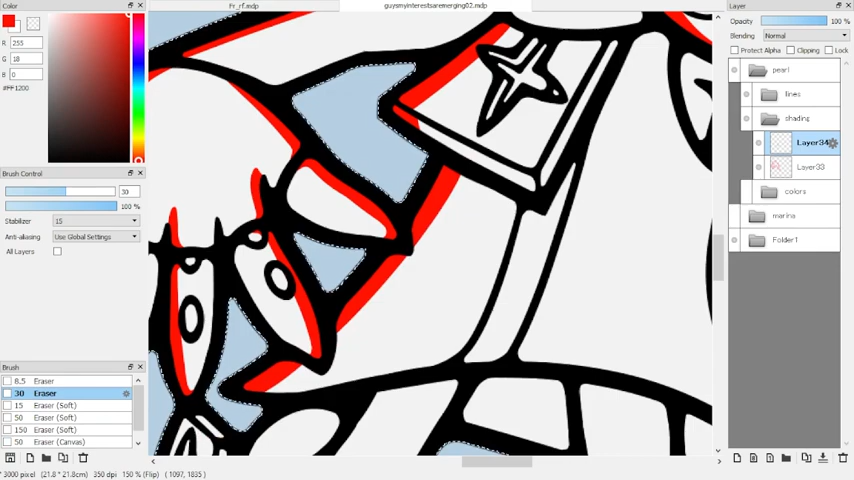 Color
Fr_rf.mdp
guysmyinterestsaremerging02.mdp
Layer
R
255
G
18
B
0
#FF1200
Opacity
100 %
Blending
Normal
Protect Alpha
Clipping
Lock
pearl
lines
shading
Layer34
Layer33
colors
marina
Folder1
Brush Control
30
100 %
Stabilizer
15
Anti-aliasing
Use Global Settings
All Layers
Brush
8.5 Eraser
30 Eraser
15 Eraser (Soft)
50 Eraser (Soft)
150 Eraser (Soft)
50 Eraser (Canvas)
* 3000 pixel (21.8 * 21.8cm) 350 dpi 150 % (Flip) ( 1097, 1835 )